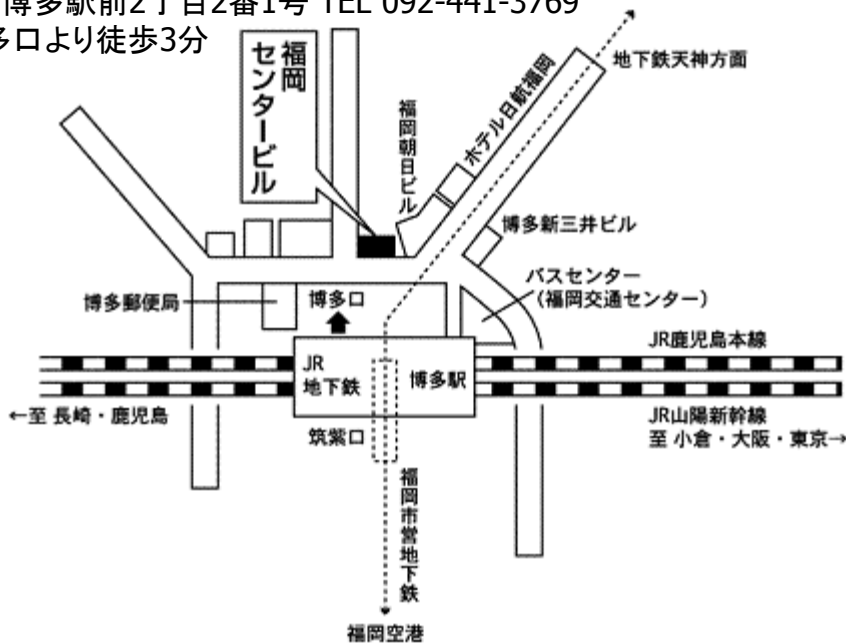 博多駅前2丁目2番1号 TEL 092-441-3769
多口より徒歩3分
福岡
センタービル
福岡朝日ビル
ホテル日航福岡
地下鉄天神方面
博多新三井ビル
バスセンター
（福岡交通センター）
博多郵便局
博多口
JR鹿児島本線
JR
地下鉄
博多駅
←至 長崎・鹿児島
JR山陽新幹線
至 小倉・大阪・東京→
筑紫口
福岡市営地下鉄
福岡空港